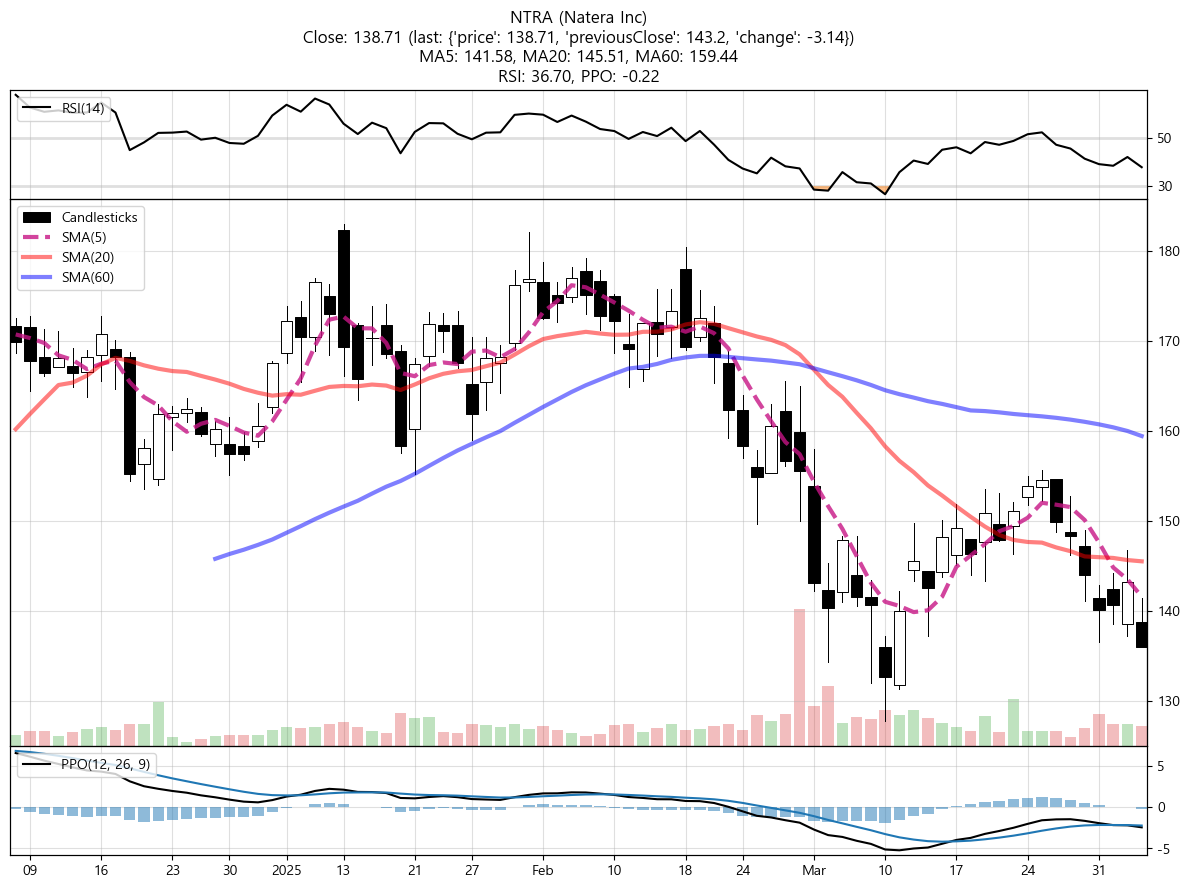 NTRA (Natera Inc)
Close: 138.71 (last: {'price': 138.71, 'previousClose': 143.2, 'change': -3.14})
MA5: 141.58, MA20: 145.51, MA60: 159.44
RSI: 36.70, PPO: -0.22
RSI(14)
50
30
Candlesticks
SMA(5)
SMA(20)
SMA(60)
180
170
160
150
140
130
PPO(12, 26, 9)
5
0
-5
09 16 23 30 2025 13 21 27 Feb 10 18 24 Mar 10 17 24 31